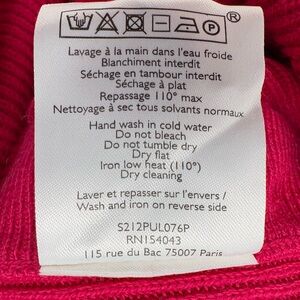 P ®
Lavage à la main dans l'eau froide
Blanchiment interdit
Séchage en tambour interdit
Séchage à plat
Repassage 110° max
Nettoyage à sec tous solvants normaux
Hand wash in cold water
Do not bleach
Do not tumble dry
Dry flat
Iron low heat (110°)
Dry cleaning
Laver et repasser sur l'envers /
Wash and iron on reverse side
S212PUL076P
RN154043
115 rue du Bac 75007 Paris